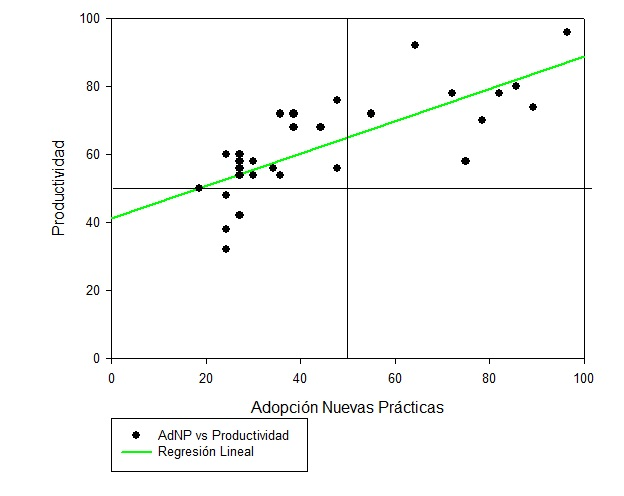 100
80
60
40
20
0
Productividad
0 20 40 60 80 100
Adopción Nuevas Prácticas
AdNP vs Productividad
Regresión Lineal